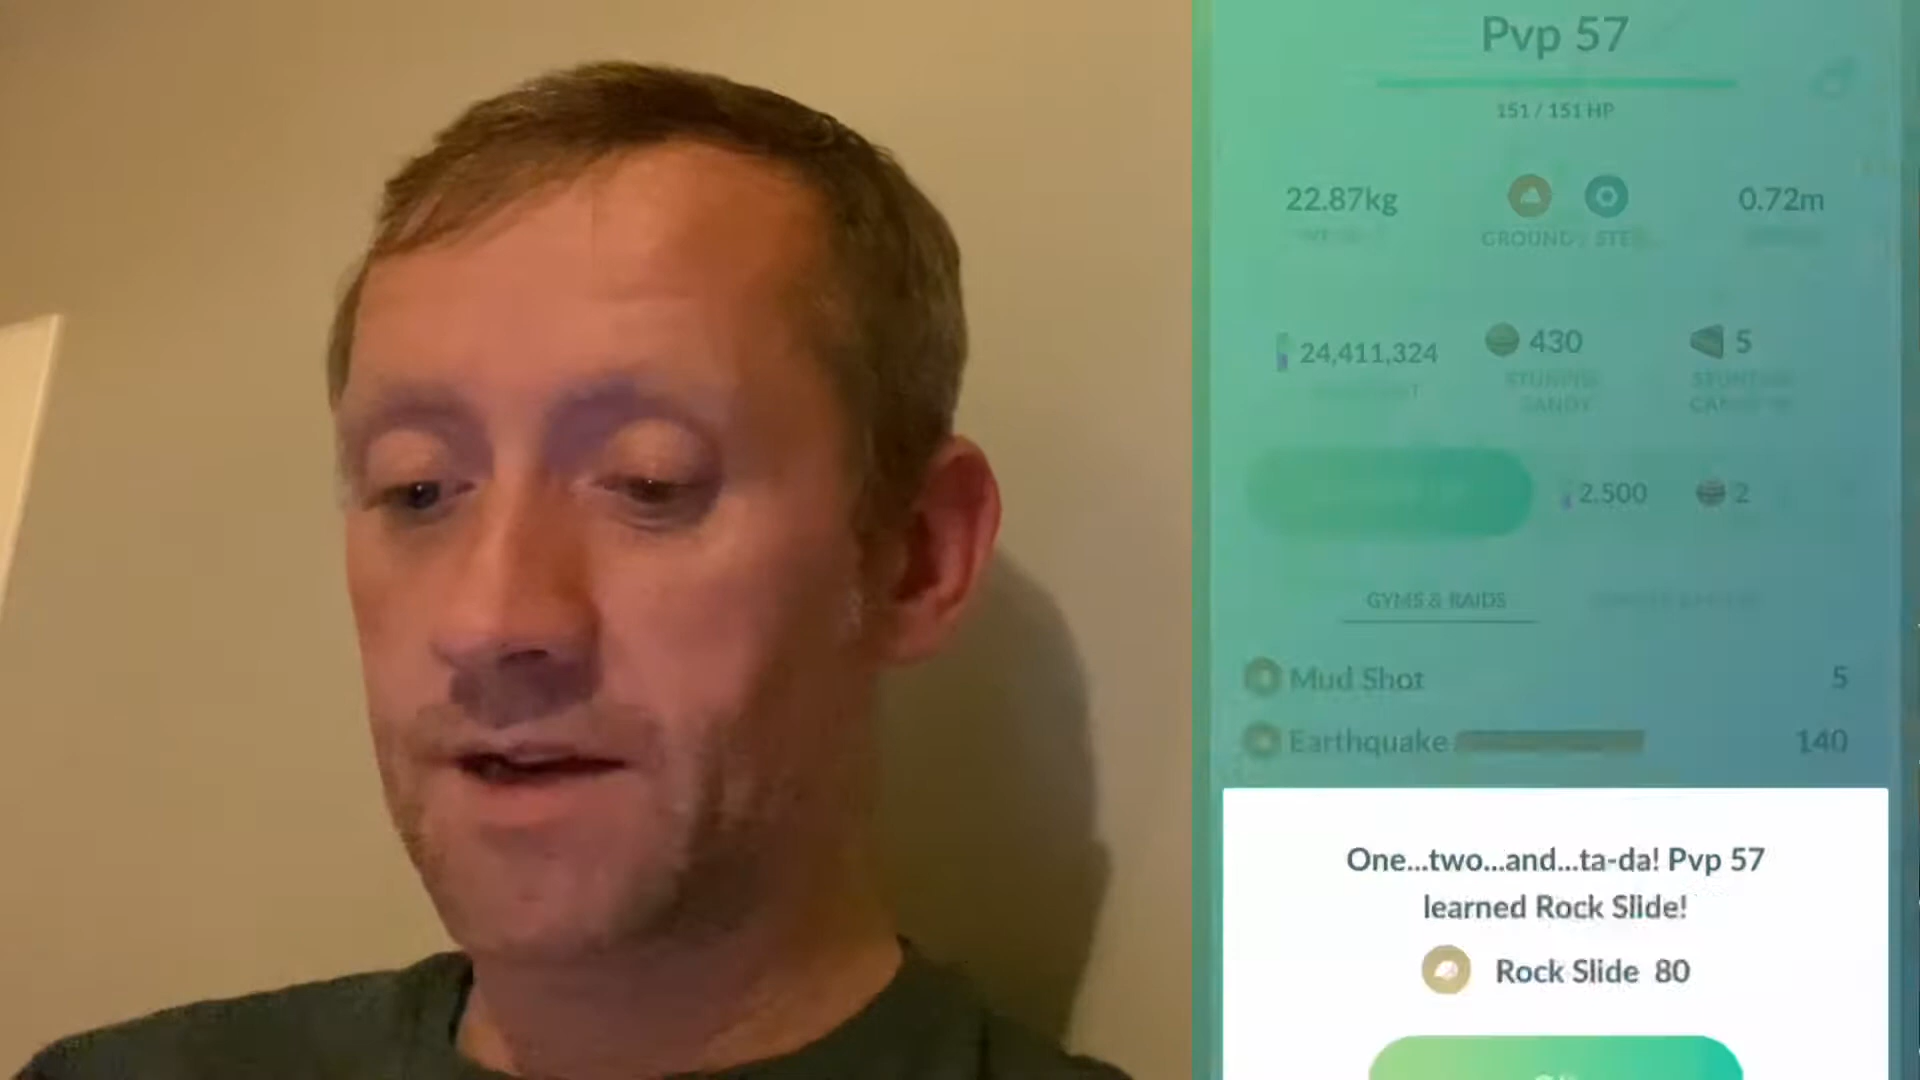 Pvp 57
151 / 151 HP
22.87kg
0.72m
GROUND /
24,411,324
430
5
2,500
2
GYMS & RAIDS
Mud Shot 5
Earthquake 140
One...two...and...ta-da! Pvp 57
learned Rock Slide!
Rock Slide 80